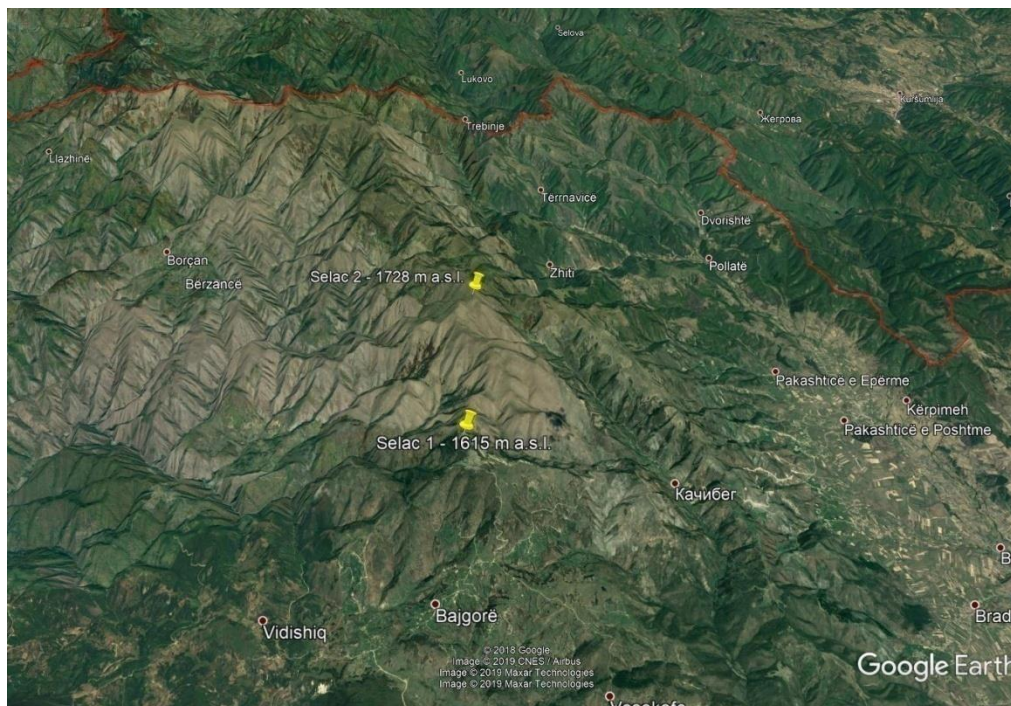 Selova
Lukovo
Kuršumlija
Trebinje
Жегрова
Llazhinë
Tërrnavicë
Dvorishtë
Borçan
Pollatë
Zhiti
Selac 2 - 1728 m a.s.l.
Berzancë
Pakashticë e Epërme
Kërpimeh
Pakashticë e Poshtme
Selac 1 - 1615 m a.s.l.
Качибег
B
Bajgorë
Brad
Vidishiq
© 2018 Google
Image © 2019 CNES / Airbus
Image © 2019 Maxar Technologies
Image © 2019 Maxar Technologies
Google Earth